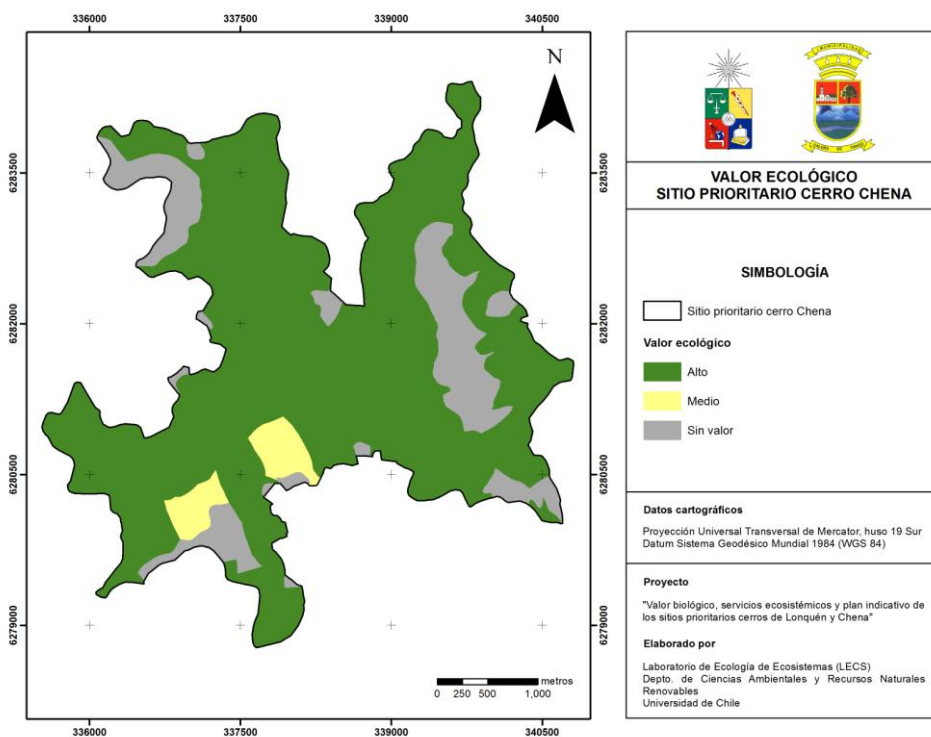 336000 337500 339000 340500
6283500 6283500
6282000 6282000
6280500 6280500
6279000 6279000
N
0 250 500 1,000 metros
336000 337500 339000 340500
MUNICIPALIDAD
CALERA DE TANGO
VALOR ECOLÓGICO
SITIO PRIORITARIO CERRO CHENA
SIMBOLOGÍA
Sitio prioritario cerro Chena
Valor ecológico
Alto
Medio
Sin valor
Datos cartográficos
Proyección Universal Transversal de Mercator, huso 19 Sur
Datum Sistema Geodésico Mundial 1984 (WGS 84)
Proyecto
"Valor biológico, servicios ecosistémicos y plan indicativo de
los sitios prioritarios cerros de Lonquén y Chena"
Elaborado por
Laboratorio de Ecología de Ecosistemas (LECS)
Depto. de Ciencias Ambientales y Recursos Naturales
Renovables
Universidad de Chile